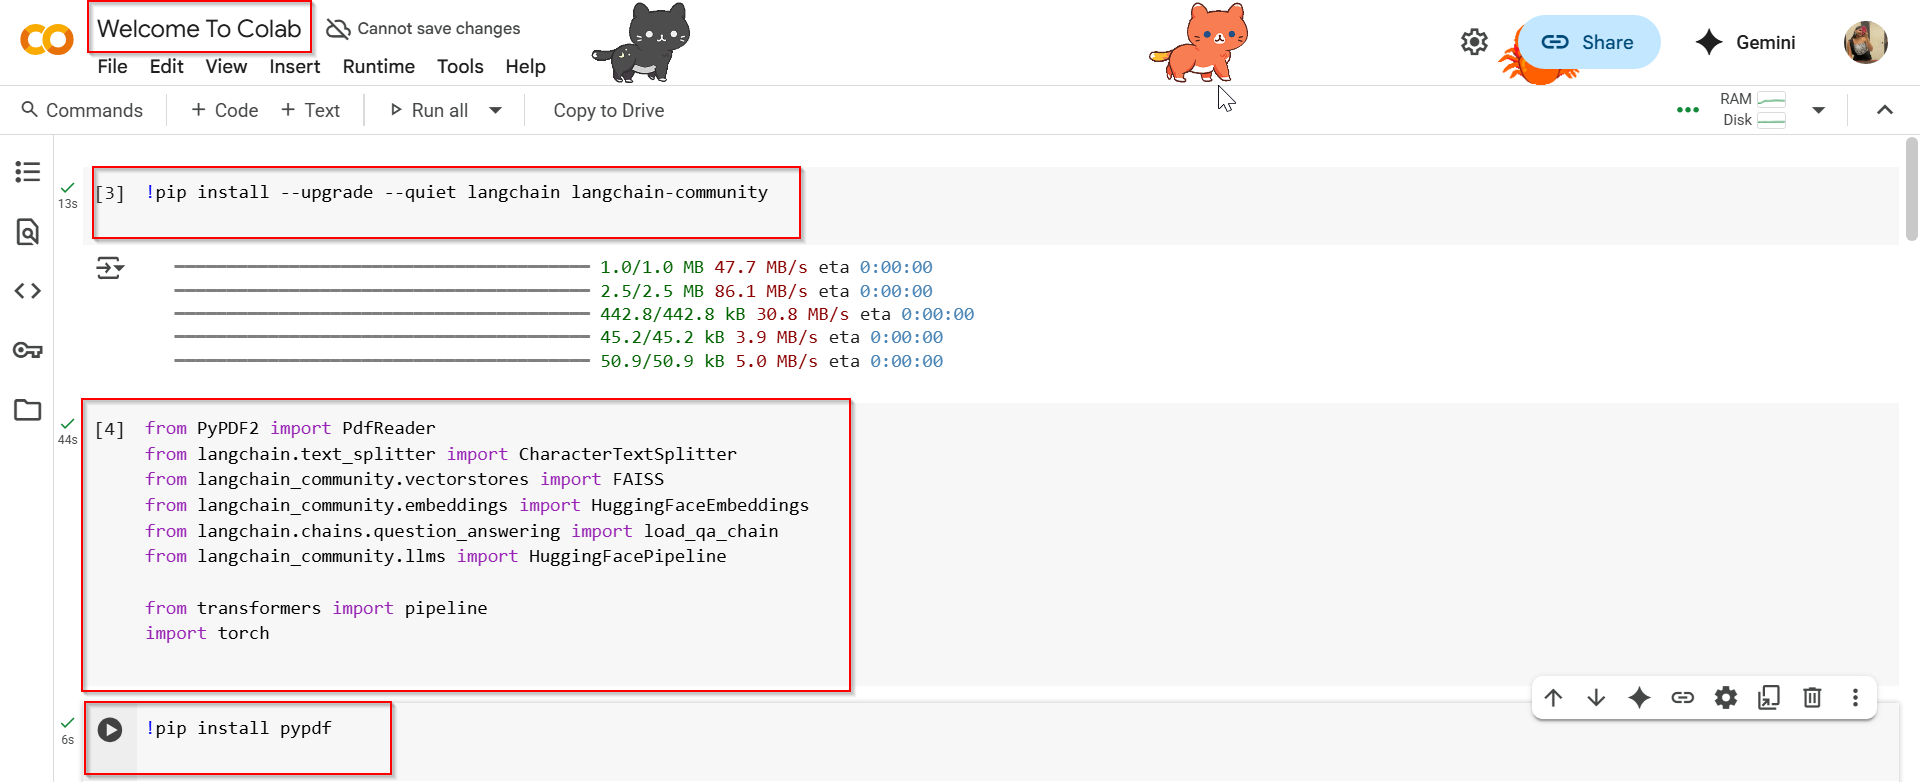 Welcome To Colab
Cannot save changes
File Edit View Insert Runtime Tools Help
Share
Gemini
Commands + Code + Text Run all Copy to Drive
RAM
Disk
[3] !pip install --upgrade --quiet langchain langchain-community
13s
1.0/1.0 MB 47.7 MB/s eta 0:00:00
2.5/2.5 MB 86.1 MB/s eta 0:00:00
442.8/442.8 kB 30.8 MB/s eta 0:00:00
45.2/45.2 kB 3.9 MB/s eta 0:00:00
50.9/50.9 kB 5.0 MB/s eta 0:00:00
[4] from PyPDF2 import PdfReader
44s
from langchain.text_splitter import CharacterTextSplitter
from langchain_community.vectorstores import FAISS
from langchain_community.embeddings import HuggingFaceEmbeddings
from langchain.chains.question_answering import load_qa_chain
from langchain_community.llms import HuggingFacePipeline
from transformers import pipeline
import torch
!pip install pypdf
6s